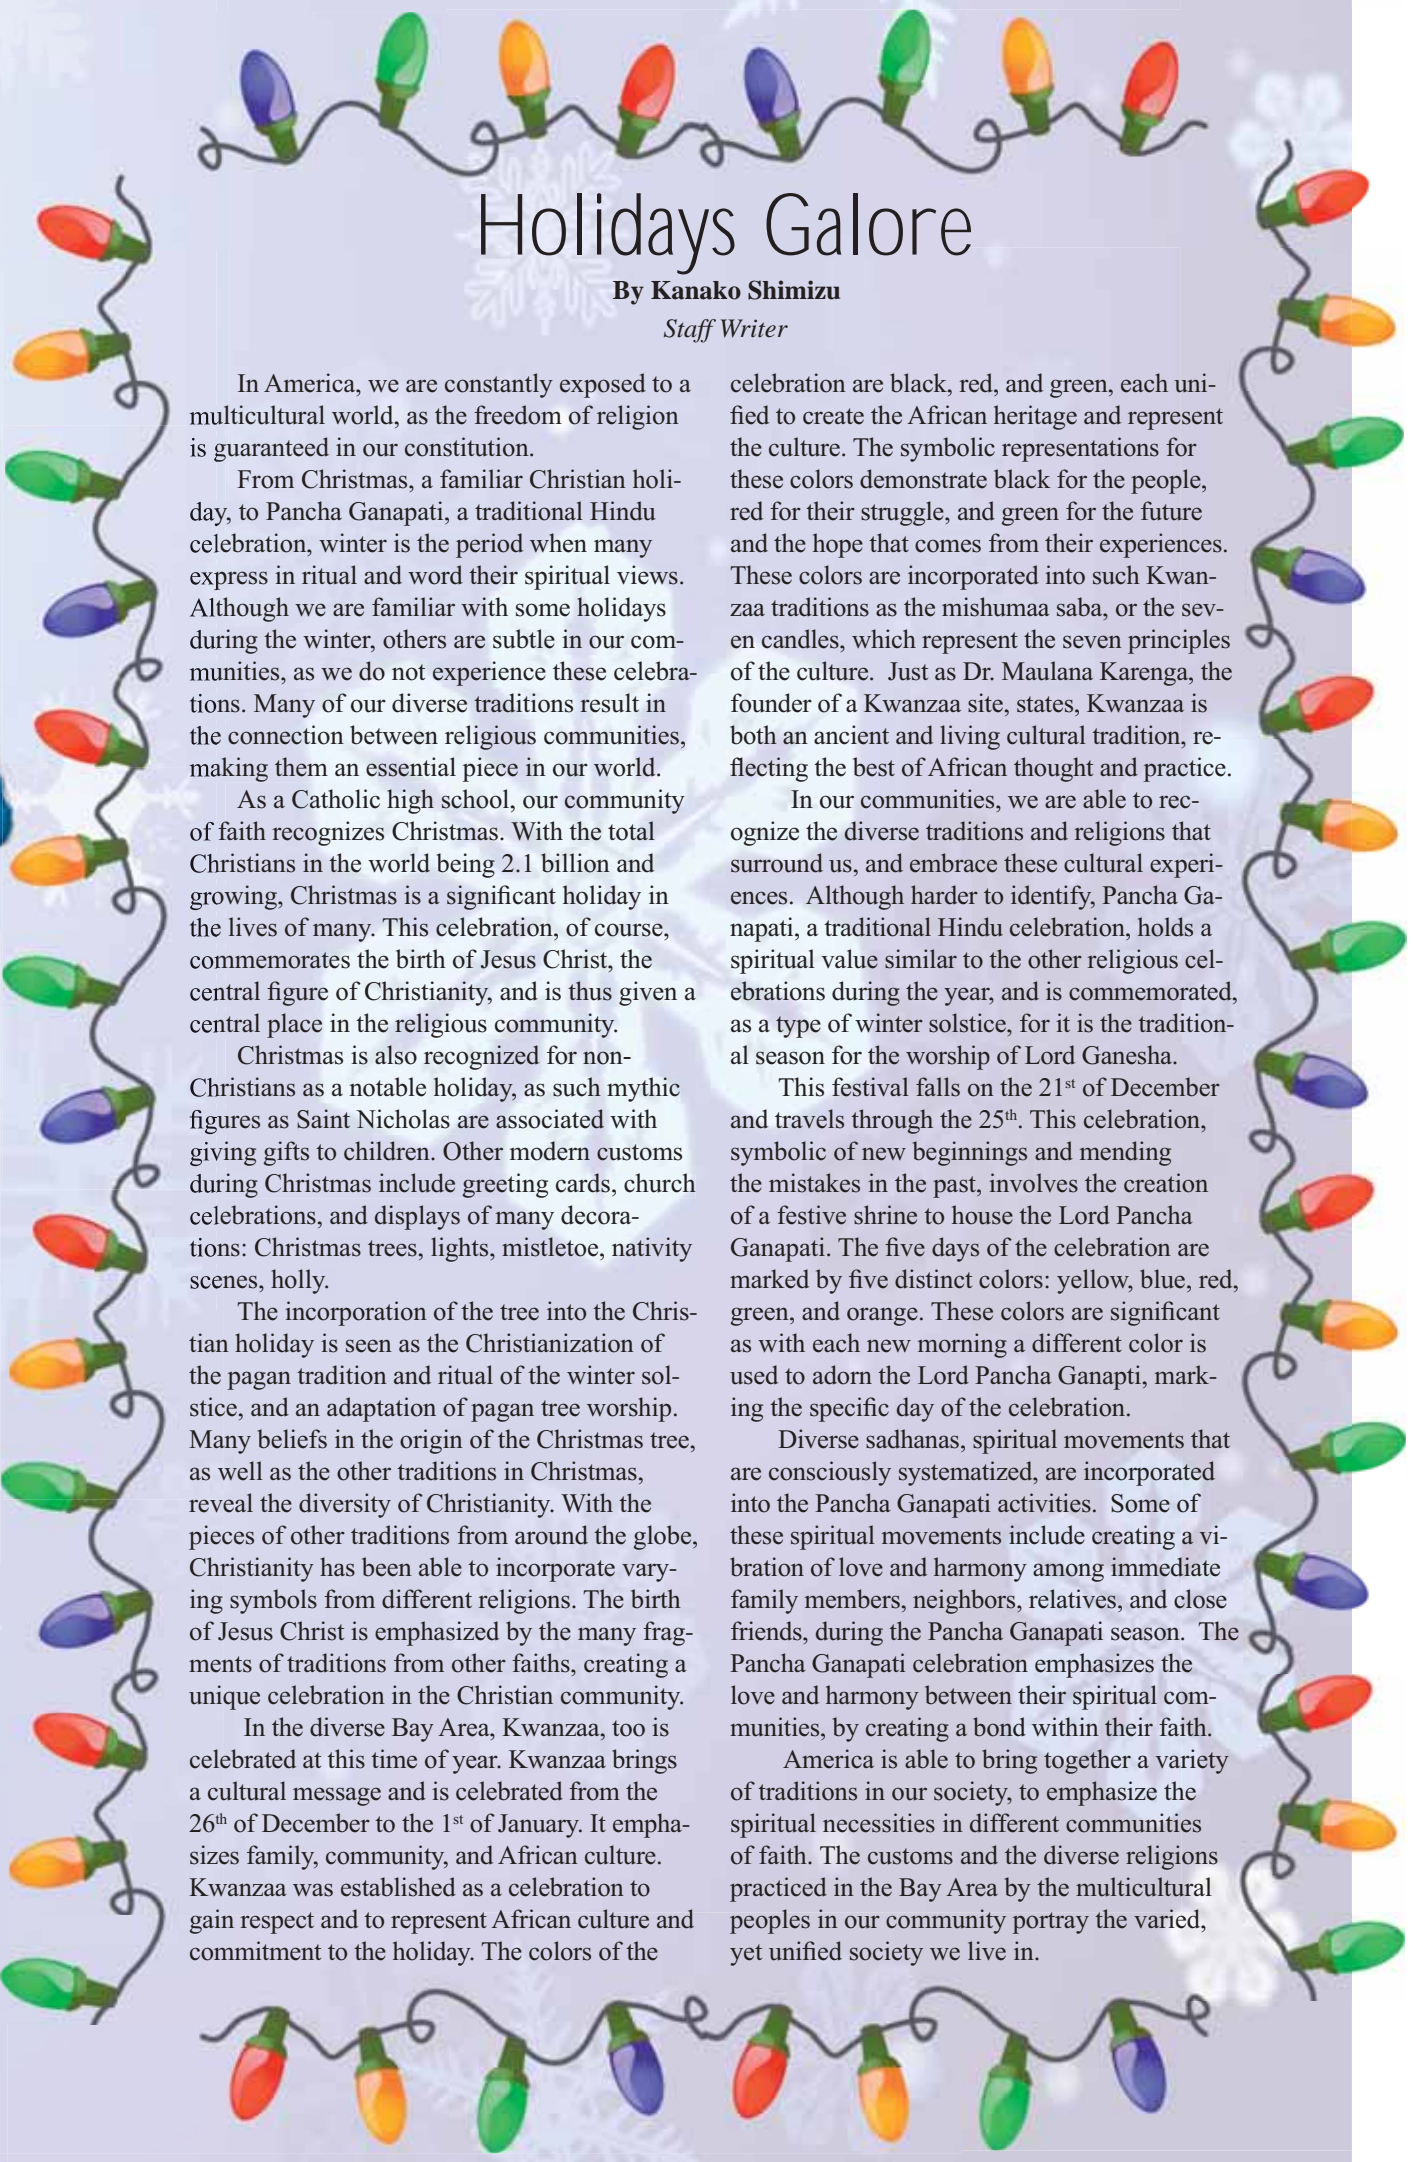 Holidays Galore
By Kanako Shimizu
Staff Writer
In America, we are constantly exposed to a
multicultural world, as the freedom of religion
is guaranteed in our constitution.
From Christmas, a familiar Christian holi-
day, to Pancha Ganapati, a traditional Hindu
celebration, winter is the period when many
express in ritual and word their spiritual views.
Although we are familiar with some holidays
during the winter, others are subtle in our com-
munities, as we do not experience these celebra-
tions. Many of our diverse traditions result in
the connection between religious communities,
making them an essential piece in our world.
As a Catholic high school, our community
of faith recognizes Christmas. With the total
Christians in the world being 2.1 billion and
growing, Christmas is a significant holiday in
the lives of many. This celebration, of course,
commemorates the birth of Jesus Christ, the
central figure of Christianity, and is thus given a
central place in the religious community.
Christmas is also recognized for non-
Christians as a notable holiday, as such mythic
figures as Saint Nicholas are associated with
giving gifts to children. Other modern customs
during Christmas include greeting cards, church
celebrations, and displays of many decora-
tions: Christmas trees, lights, mistletoe, nativity
scenes, holly.
The incorporation of the tree into the Chris-
tian holiday is seen as the Christianization of
the pagan tradition and ritual of the winter sol-
stice, and an adaptation of pagan tree worship.
Many beliefs in the origin of the Christmas tree,
as well as the other traditions in Christmas,
reveal the diversity of Christianity. With the
pieces of other traditions from around the globe,
Christianity has been able to incorporate vary-
ing symbols from different religions. The birth
of Jesus Christ is emphasized by the many frag-
ments of traditions from other faiths, creating a
unique celebration in the Christian community.
In the diverse Bay Area, Kwanzaa, too is
celebrated at this time of year. Kwanzaa brings
a cultural message and is celebrated from the
26th of December to the 1st of January. It empha-
sizes family, community, and African culture.
Kwanzaa was established as a celebration to
gain respect and to represent African culture and
commitment to the holiday. The colors of the
celebration are black, red, and green, each uni-
fied to create the African heritage and represent
the culture. The symbolic representations for
these colors demonstrate black for the people,
red for their struggle, and green for the future
and the hope that comes from their experiences.
These colors are incorporated into such Kwan-
zaa traditions as the mishumaa saba, or the sev-
en candles, which represent the seven principles
of the culture.  Just as Dr. Maulana Karenga, the
founder of a Kwanzaa site, states, Kwanzaa is
both an ancient and living cultural tradition, re-
flecting the best of African thought and practice.
In our communities, we are able to rec-
ognize the diverse traditions and religions that
surround us, and embrace these cultural experi-
ences.  Although harder to identify, Pancha Ga-
napati, a traditional Hindu celebration, holds a
spiritual value similar to the other religious cel-
ebrations during the year, and is commemorated,
as a type of winter solstice, for it is the tradition-
al season for the worship of Lord Ganesha.
This festival falls on the 21st of December
and travels through the 25th. This celebration,
symbolic of new beginnings and mending
the mistakes in the past, involves the creation
of a festive shrine to house the Lord Pancha
Ganapati. The five days of the celebration are
marked by five distinct colors: yellow, blue, red,
green, and orange. These colors are significant
as with each new morning a different color is
used to adorn the Lord Pancha Ganapti, mark-
ing the specific day of the celebration.
Diverse sadhanas, spiritual movements that
are consciously systematized, are incorporated
into the Pancha Ganapati activities.  Some of
these spiritual movements include creating a vi-
bration of love and harmony among immediate
family members, neighbors, relatives, and close
friends, during the Pancha Ganapati season.  The
Pancha Ganapati celebration emphasizes the
love and harmony between their spiritual com-
munities, by creating a bond within their faith.
America is able to bring together a variety
of traditions in our society, to emphasize the
spiritual necessities in different communities
of faith. The customs and the diverse religions
practiced in the Bay Area by the multicultural
peoples in our community portray the varied,
yet unified society we live in.